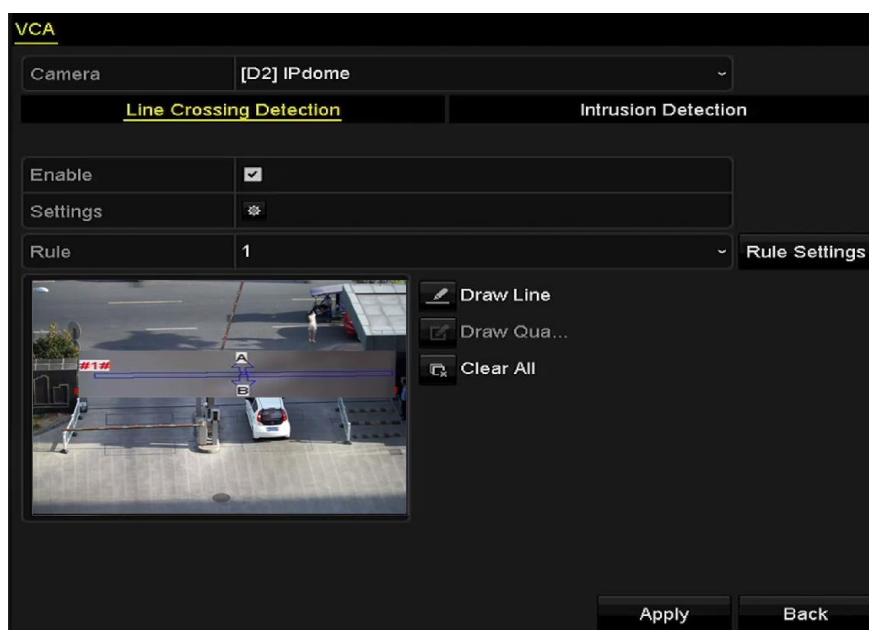 VCA
Camera [D2] IPdome
Line Crossing Detection Intrusion Detection
Enable
Settings
Rule 1 Rule Settings
Draw Line
Draw Qua...
Clear All
#1#
A
B
Apply Back